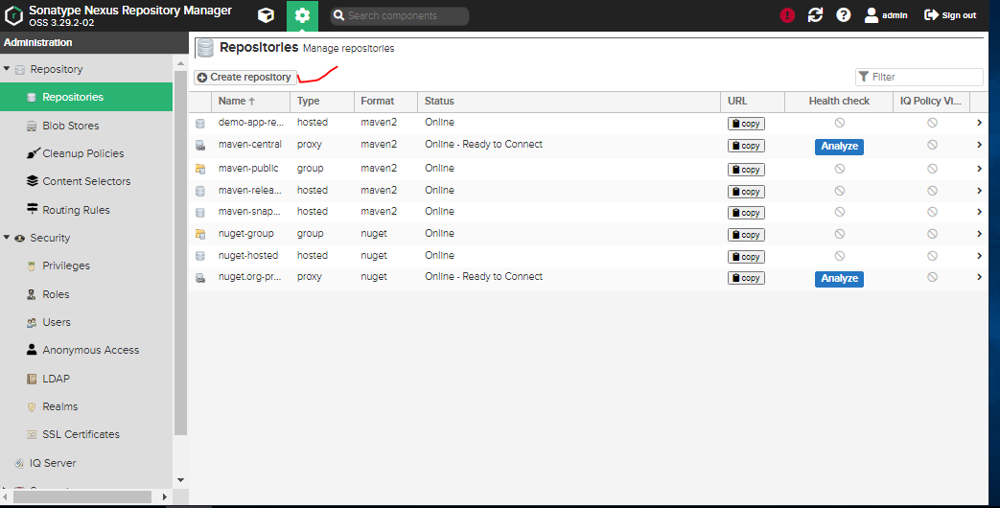 Sonatype Nexus Repository Manager
OSS 3.29.2-02
Search components
admin
Sign out
Administration
Repository
Repositories
Blob Stores
Cleanup Policies
Content Selectors
Routing Rules
Security
Privileges
Roles
Users
Anonymous Access
LDAP
Realms
SSL Certificates
IQ Server
Repositories Manage repositories
Create repository
Filter
Name Type Format Status URL Health check IQ Policy Vi...
demo-app-re... hosted maven2 Online copy
maven-central proxy maven2 Online - Ready to Connect copy Analyze
maven-public group maven2 Online copy
maven-relea... hosted maven2 Online copy
maven-snap... hosted maven2 Online copy
nuget-group group nuget Online copy
nuget-hosted hosted nuget Online copy
nuget.org-pr... proxy nuget Online - Ready to Connect copy Analyze